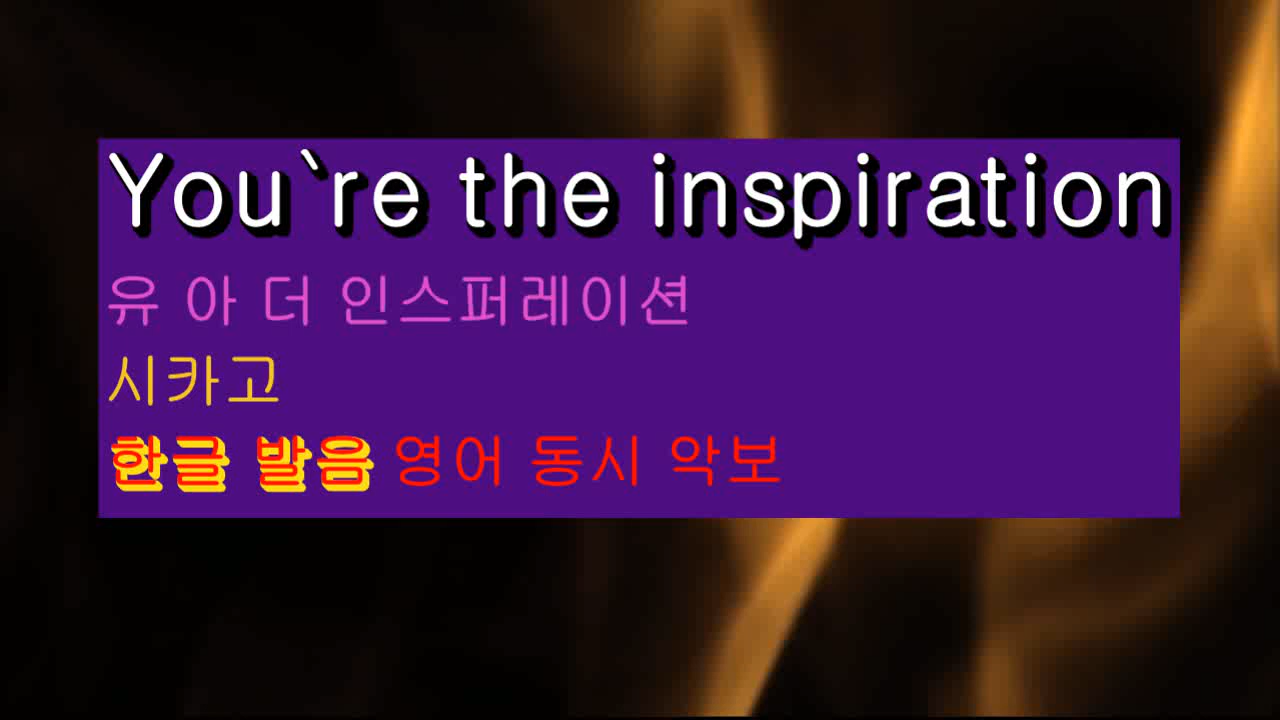 You`re the inspiration
유 아 더 인스퍼레이션
시카고
한글 발음 영어 동시 악보